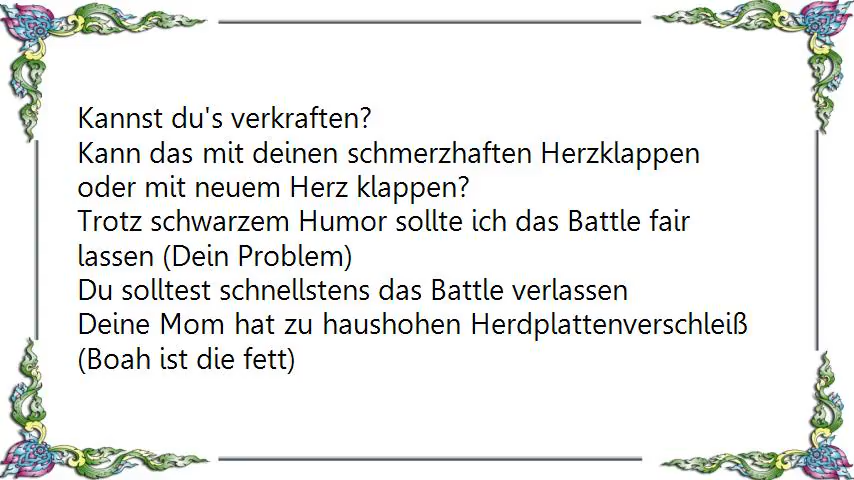 Kannst du's verkraften?
Kann das mit deinen schmerzhaften Herzklappen
oder mit neuem Herz klappen?
Trotz schwarzem Humor sollte ich das Battle fair
lassen (Dein Problem)
Du solltest schnellstens das Battle verlassen
Deine Mom hat zu haushohen Herdplattenverschleiß
(Boah ist die fett)